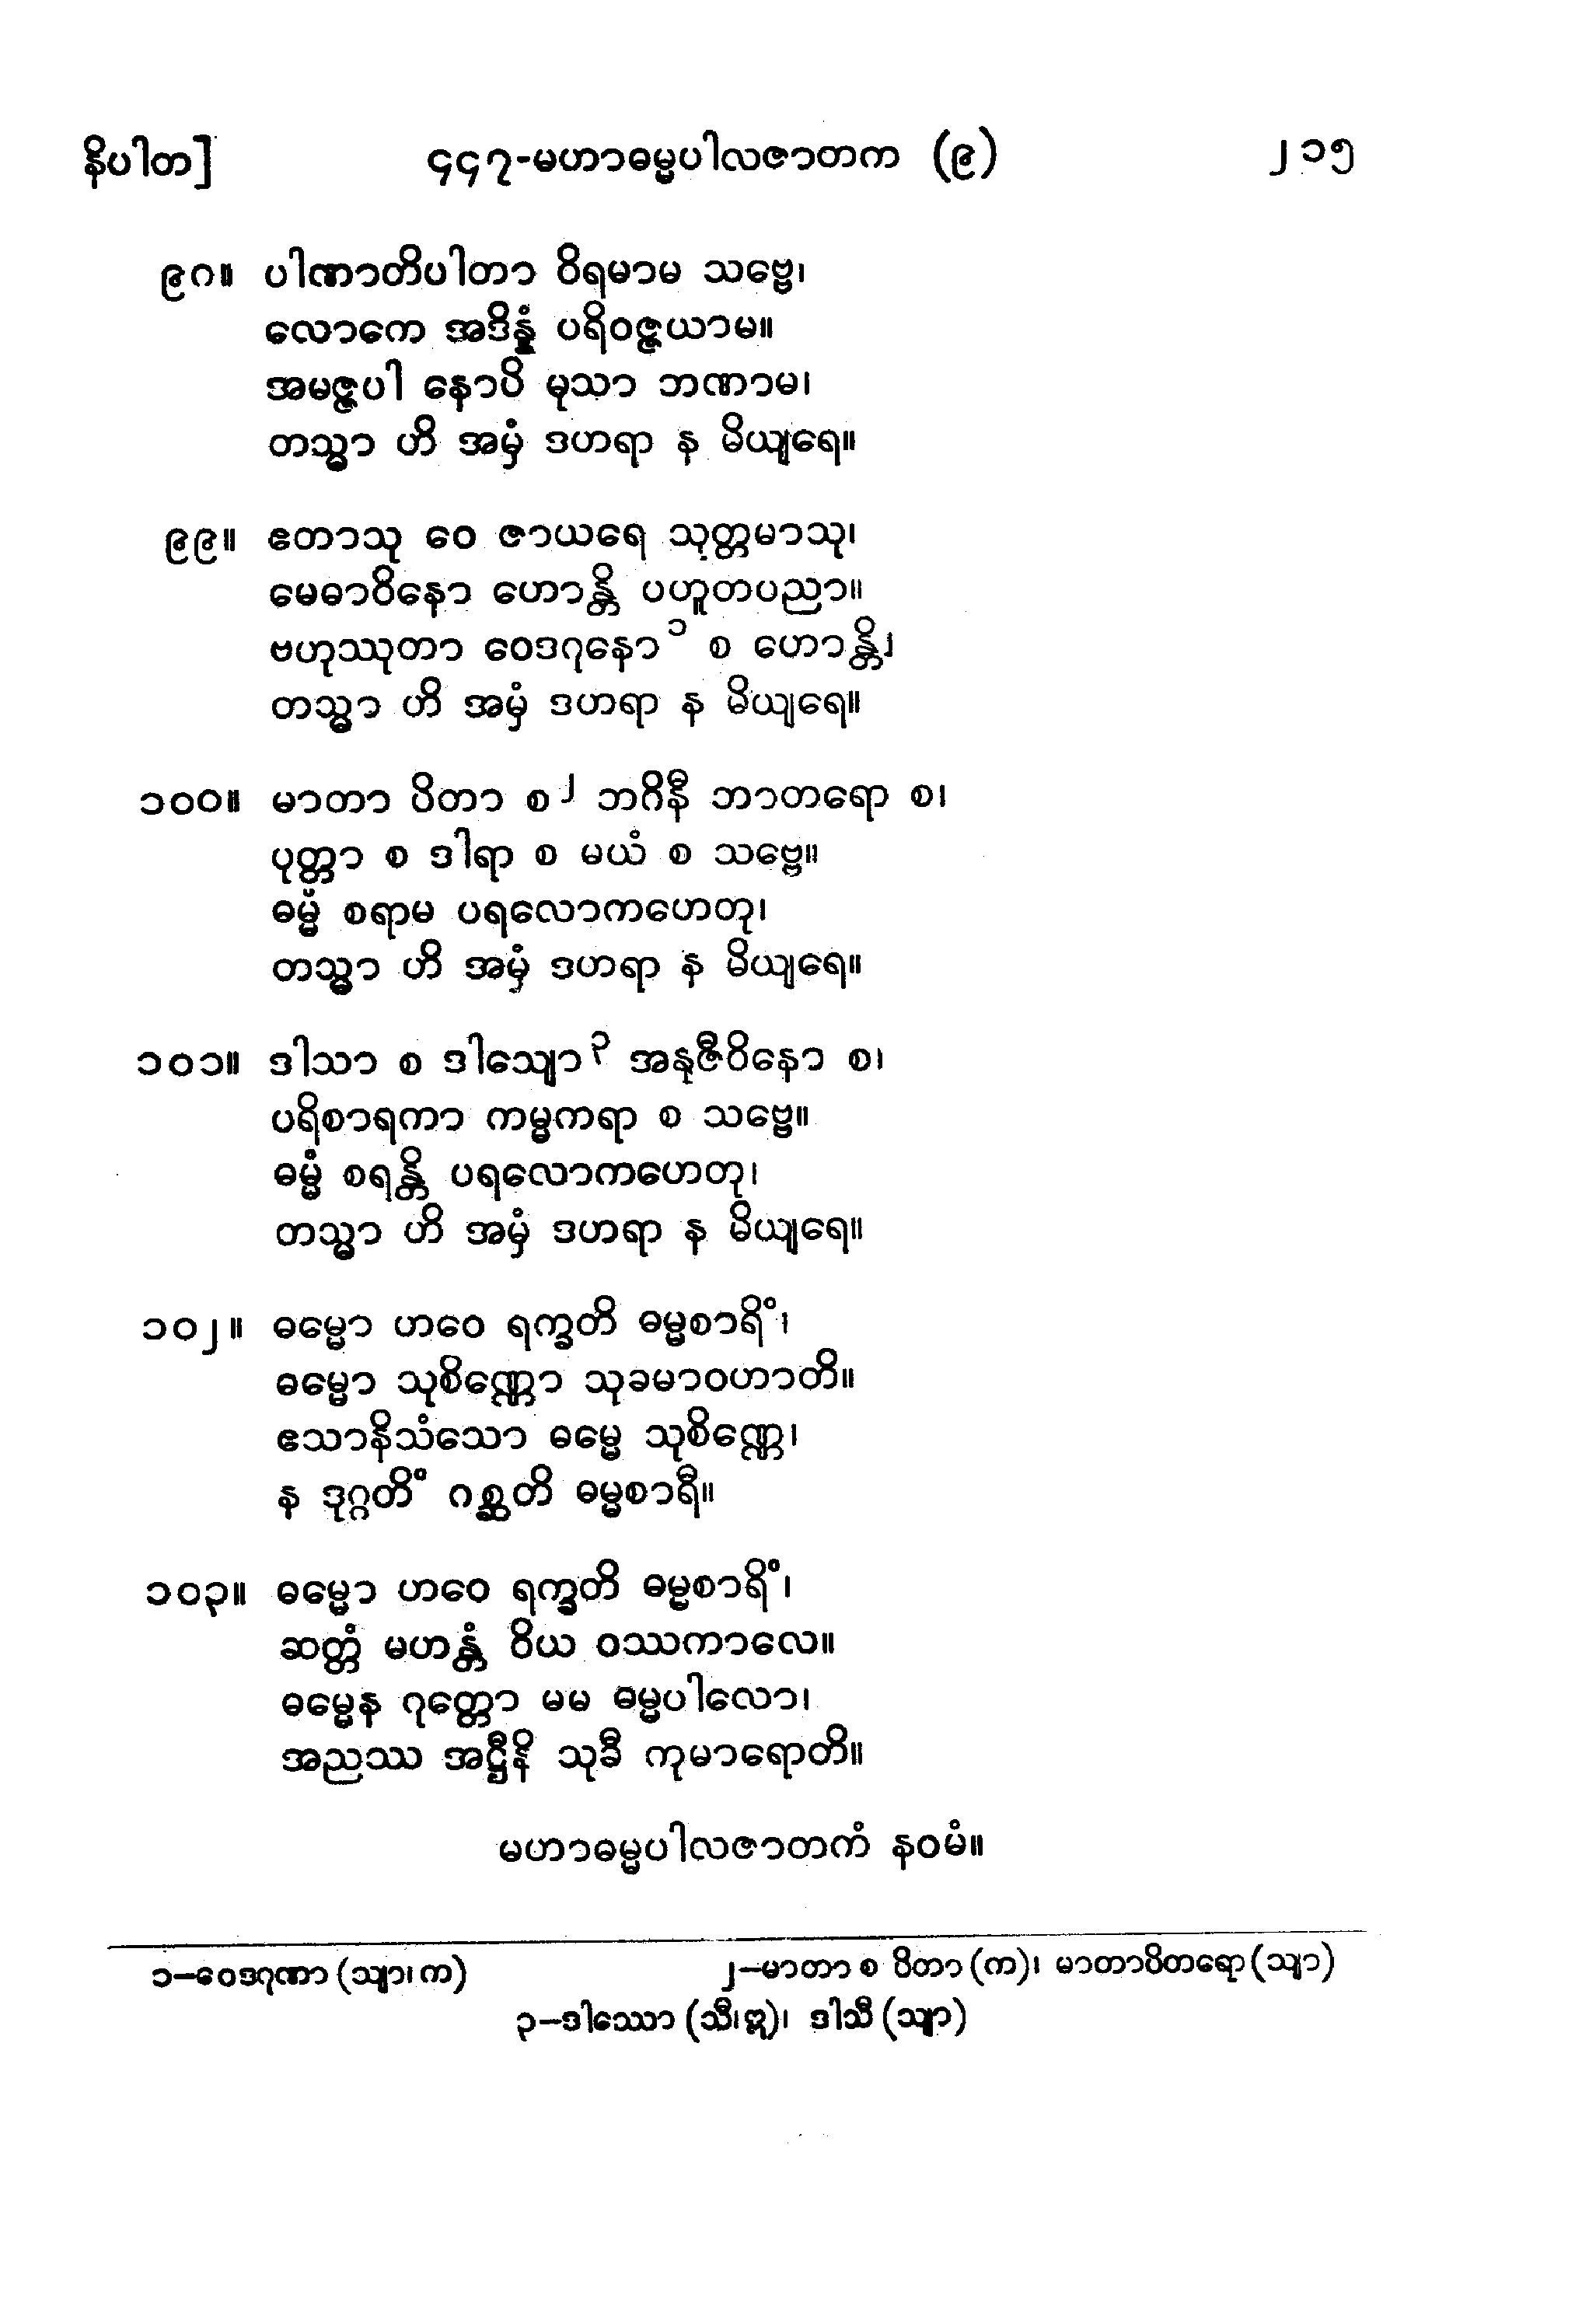 နိပါတ] ၄၄၇-မဟာဓမ္မပါလဇာတက (၉) ၂၁၅
၉၈။ ပါဏာတိပါတာ ဝိရမာမ သဗ္ဗေ၊
လောကေ အဒိန္နံ ပရိဝဇ္ဇယာမ။
အမဇ္ဇပါ နောပိ မုသာ ဘဏာမ၊
တသ္မာ ဟိ အမှံ ဒဟရာ န မိယျရေ။
၉၉။ ဧတာသု ဝေ ဇာယရေ သုတ္တမာသု၊
မေဓာဝိနော ဟောန္တိ ပဟူတပညာ။
ဗဟုဿုတာ ဝေဒဂုနော ၁ စ ဟောန္တိ၊
တသ္မာ ဟိ အမှံ ဒဟရာ န မိယျရေ။
၁၀၀။ မာတာ ပိတာ စ ၂ ဘဂိနီ ဘာတရော စ၊
ပုတ္တာ စ ဒါရာ စ မယံ စ သဗ္ဗေ။
ဓမ္မံ စရာမ ပရလောကဟေတု၊
တသ္မာ ဟိ အမှံ ဒဟရာ န မိယျရေ။
၁၀၁။ ဒါသာ စ ဒါသျော ၃ အနုဇီဝိနော စ၊
ပရိစာရကာ ကမ္မကရာ စ သဗ္ဗေ။
ဓမ္မံ စရန္တိ ပရလောကဟေတု၊
တသ္မာ ဟိ အမှံ ဒဟရာ န မိယျရေ။
၁၀၂။ ဓမ္မော ဟဝေ ရက္ခတိ ဓမ္မစာရိံ၊
ဓမ္မော သုစိဏ္ဏော သုခမာဝဟာတိ။
ဧသာနိသံသော ဓမ္မေ သုစိဏ္ဏေ၊
န ဒုဂ္ဂတိံ ဂစ္ဆတိ ဓမ္မစာရီ။
၁၀၃။ ဓမ္မော ဟဝေ ရက္ခတိ ဓမ္မစာရိံ၊
ဆတ္တံ မဟန္တံ ဝိယ ဝဿကာလေ။
ဓမ္မေန ဂုတ္တော မမ ဓမ္မပါလော၊
အညဿ အဋ္ဌီနိ သုခီ ကုမာရောတိ။
မဟာဓမ္မပါလဇာတကံ နဝမံ။
၁–ဝေဒဂုဏာ (သျာ၊ က) ၂–မာတာ စ ပိတာ (က)၊ မာတာပိတရော (သျာ)
၃–ဒါဿော (သီ၊ ဣ)၊ ဒါသီ (သျာ)